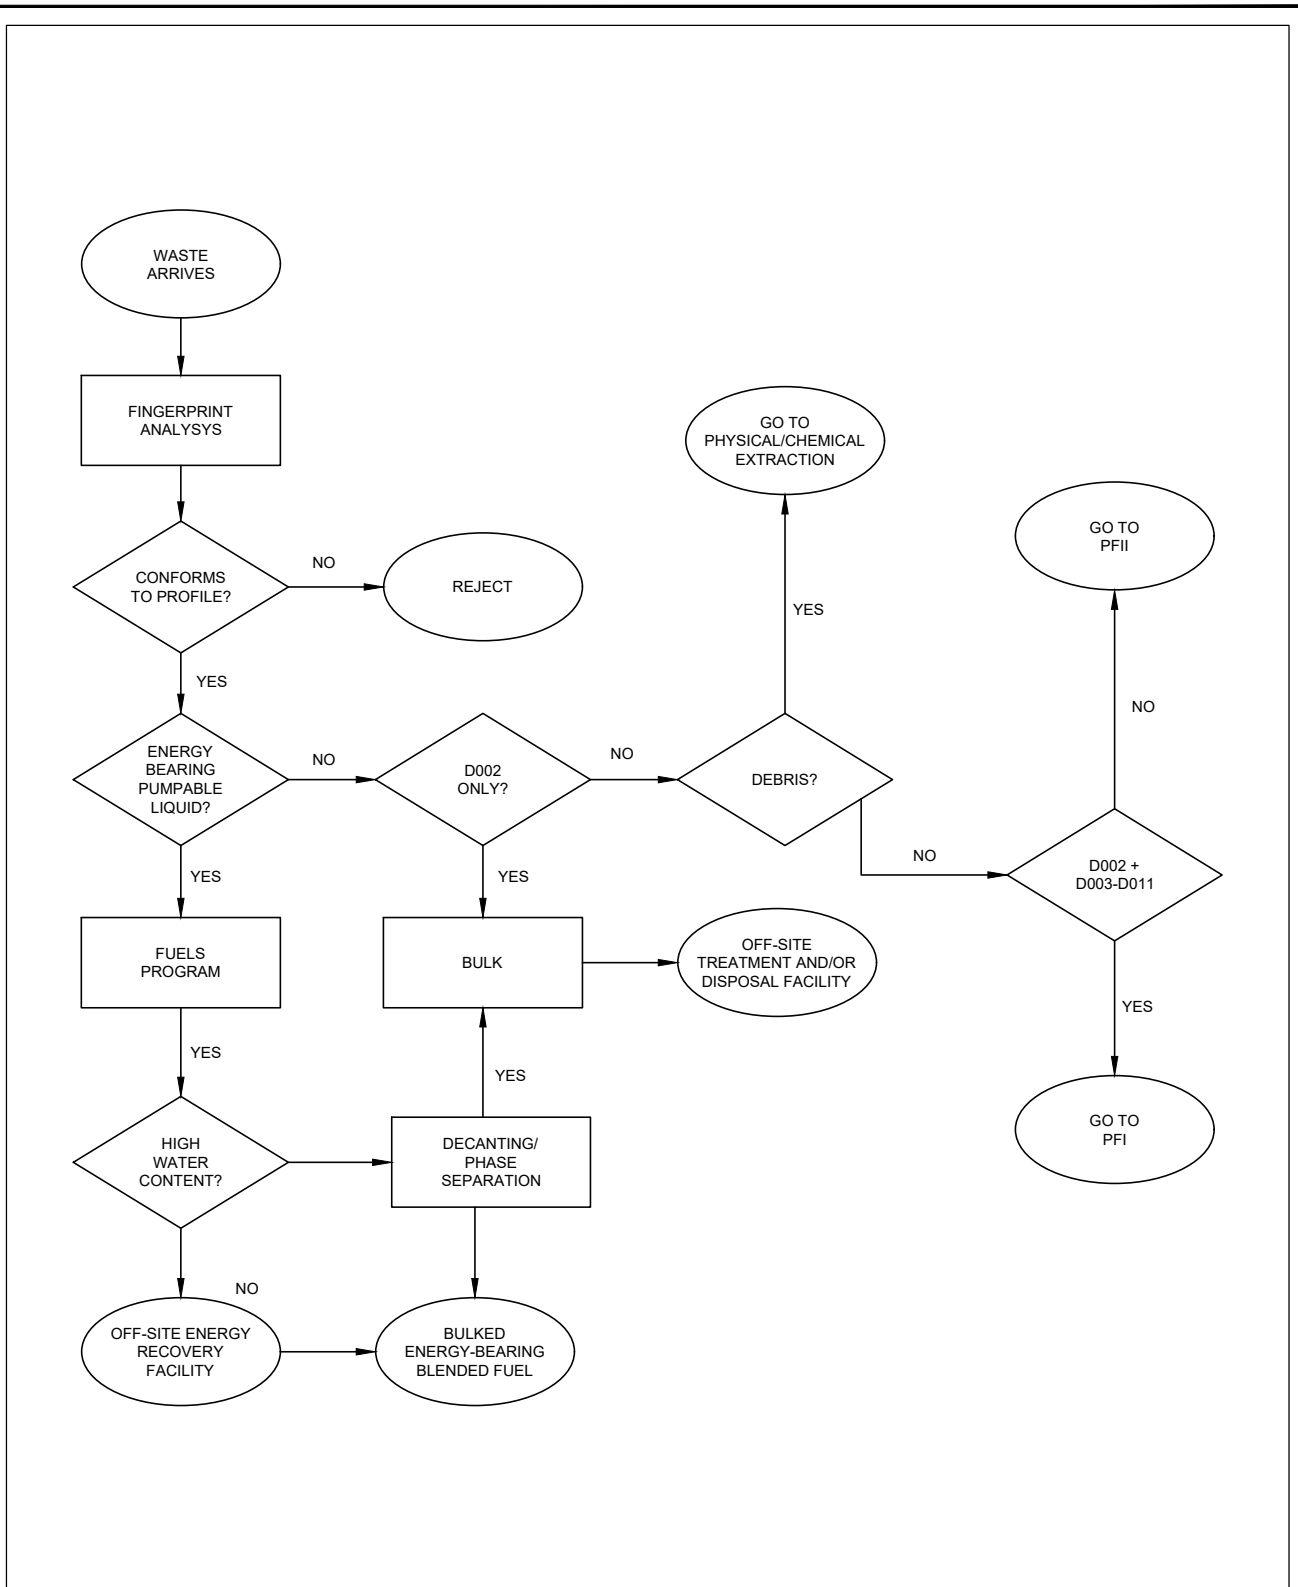 WASTE
ARRIVES
FINGERPRINT
ANALYSYS
CONFORMS
TO PROFILE?
NO
REJECT
YES
ENERGY
BEARING
PUMPABLE
LIQUID?
NO
D002
ONLY?
NO
DEBRIS?
YES
GO TO
PHYSICAL/CHEMICAL
EXTRACTION
NO
D002 +
D003-D011
NO
GO TO
PFII
YES
GO TO
PFI
YES
FUELS
PROGRAM
YES
BULK
OFF-SITE
TREATMENT AND/OR
DISPOSAL FACILITY
YES
HIGH
WATER
CONTENT?
YES
DECANTING/
PHASE
SEPARATION
NO
OFF-SITE ENERGY
RECOVERY
FACILITY
BULKED
ENERGY-BEARING
BLENDED FUEL